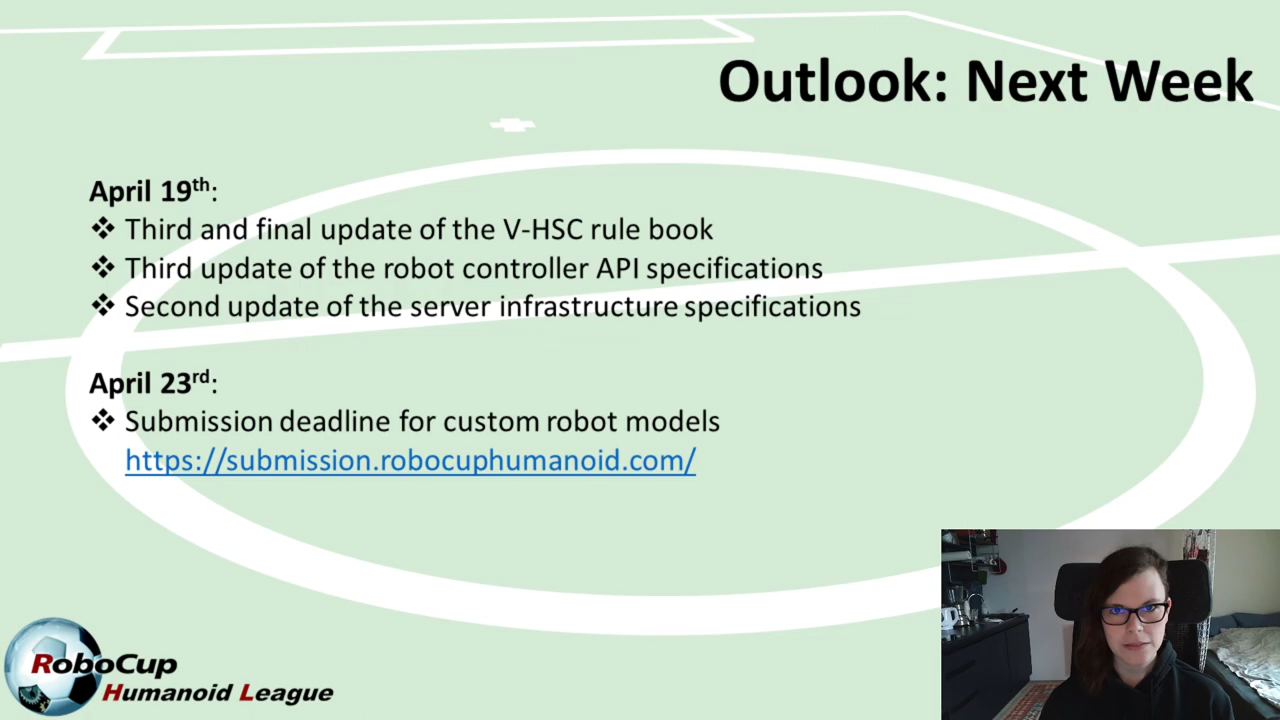 Outlook: Next Week
April 19th:
❖ Third and final update of the V-HSC rule book
❖ Third update of the robot controller API specifications
❖ Second update of the server infrastructure specifications
April 23rd:
❖ Submission deadline for custom robot models
https://submission.robocuphumanoid.com/
RoboCup
Humanoid League